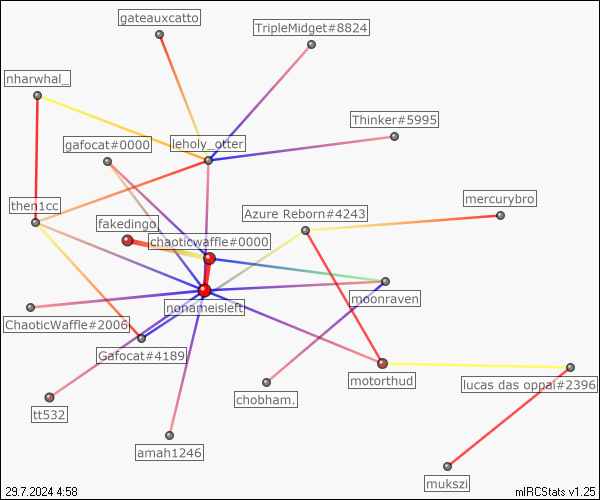 gateauxcatto
TripleMidget#8824
nharwhal_
Thinker#5995
gafocat#0000
leholy_otter
then1cc
mercurybro
Azure Reborn#4243
fakedingo
chaoticwaffle#0000
moonraven
nonameisleft
ChaoticWaffle#2006
Gafocat#4189
motorthud
lucas das oppai#2396
chobham.
tt532
amah1246
mukszi
29.7.2024 4:58
mIRCStats v1.25